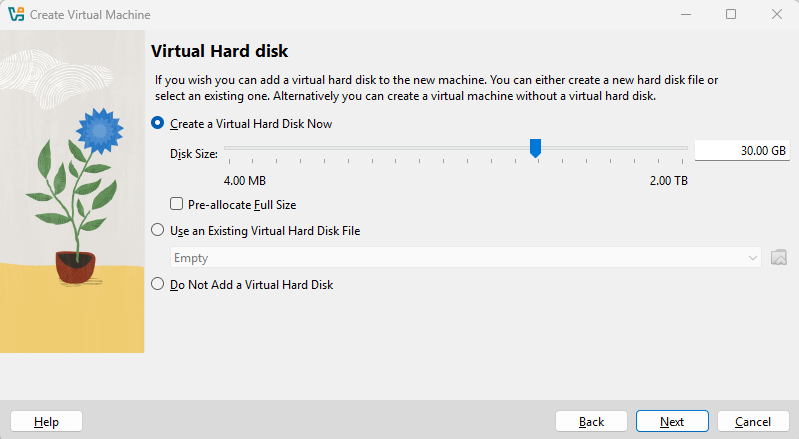 Create Virtual Machine
Virtual Hard disk
If you wish you can add a virtual hard disk to the new machine. You can either create a new hard disk file or
select an existing one. Alternatively you can create a virtual machine without a virtual hard disk.
Create a Virtual Hard Disk Now
Disk Size:
30.00 GB
4.00 MB
2.00 TB
Pre-allocate Full Size
Use an Existing Virtual Hard Disk File
Empty
Do Not Add a Virtual Hard Disk
Help
Back
Next
Cancel